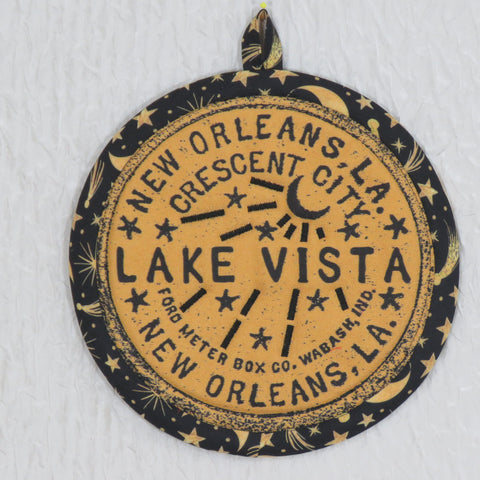 NEW ORLEANS, LA.
CRESCENT CITY
LAKE VISTA
FORD METER BOX CO. WABASH, IND.
NEW ORLEANS, LA.